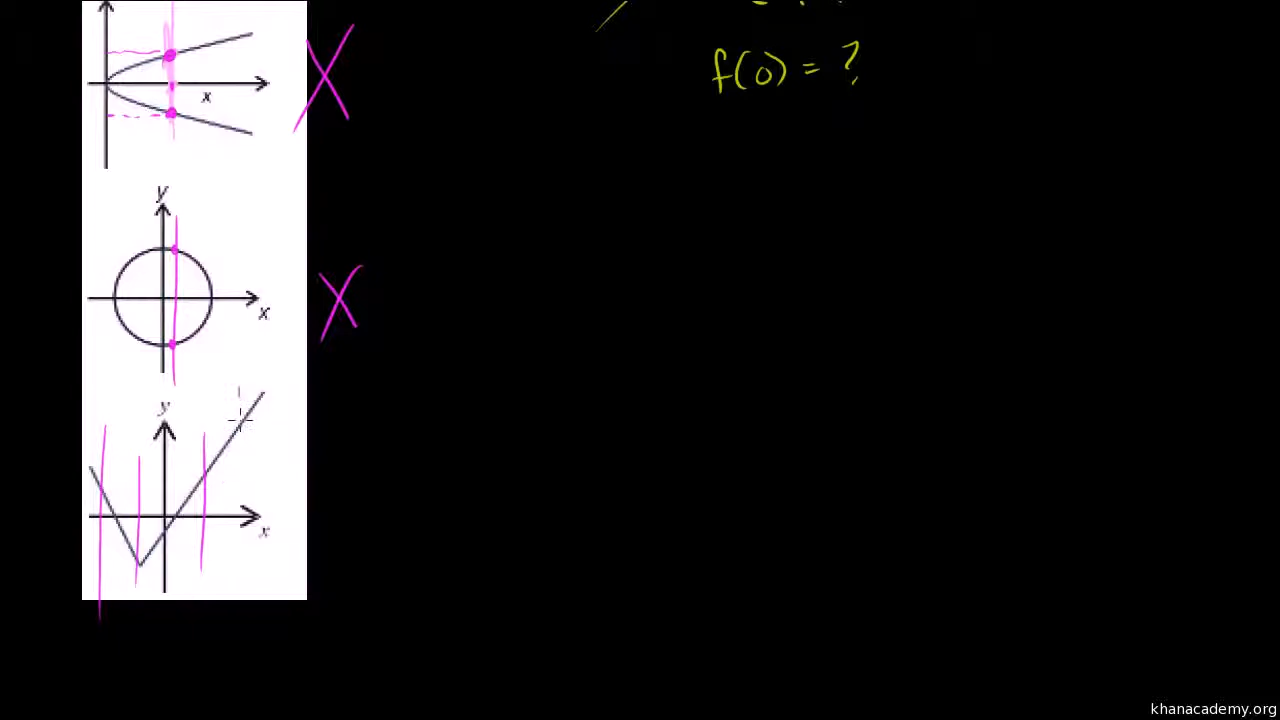 f(0) = ?
x
y
x
y
x
khanacademy.org